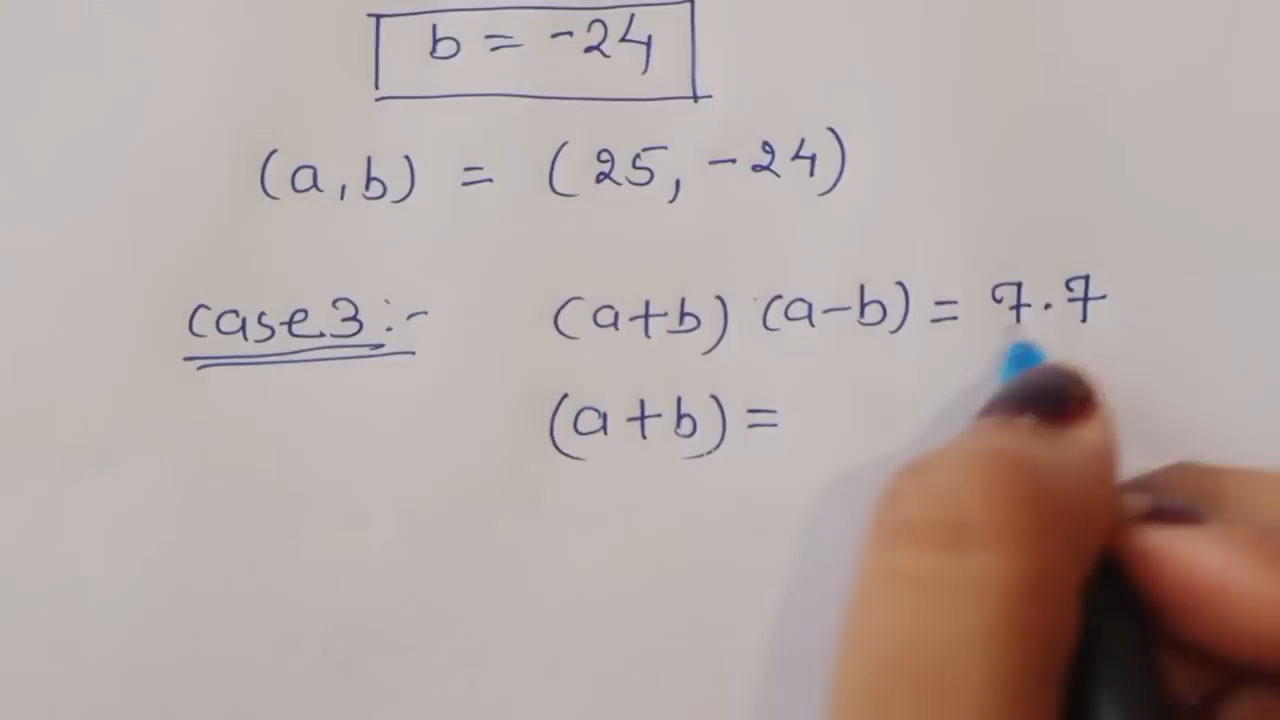 b = -24
(a,b) = (25, -24)
case3:- (a+b) (a-b) = 7.7
(a+b) =